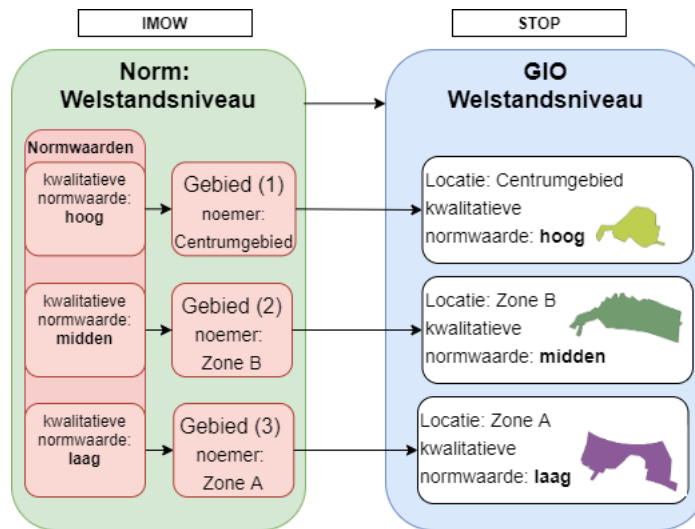 IMOW
STOP
Norm:
Welstandsniveau
GIO
Welstandsniveau
Normwaarden
kwalitatieve
normwaarde:
hoog
Gebied (1)
noemer:
Centrumgebied
Locatie: Centrumgebied
kwalitatieve
normwaarde: hoog
kwalitatieve
normwaarde:
midden
Gebied (2)
noemer:
Zone B
Locatie: Zone B
kwalitatieve
normwaarde: midden
kwalitatieve
normwaarde:
laag
Gebied (3)
noemer:
Zone A
Locatie: Zone A
kwalitatieve
normwaarde: laag